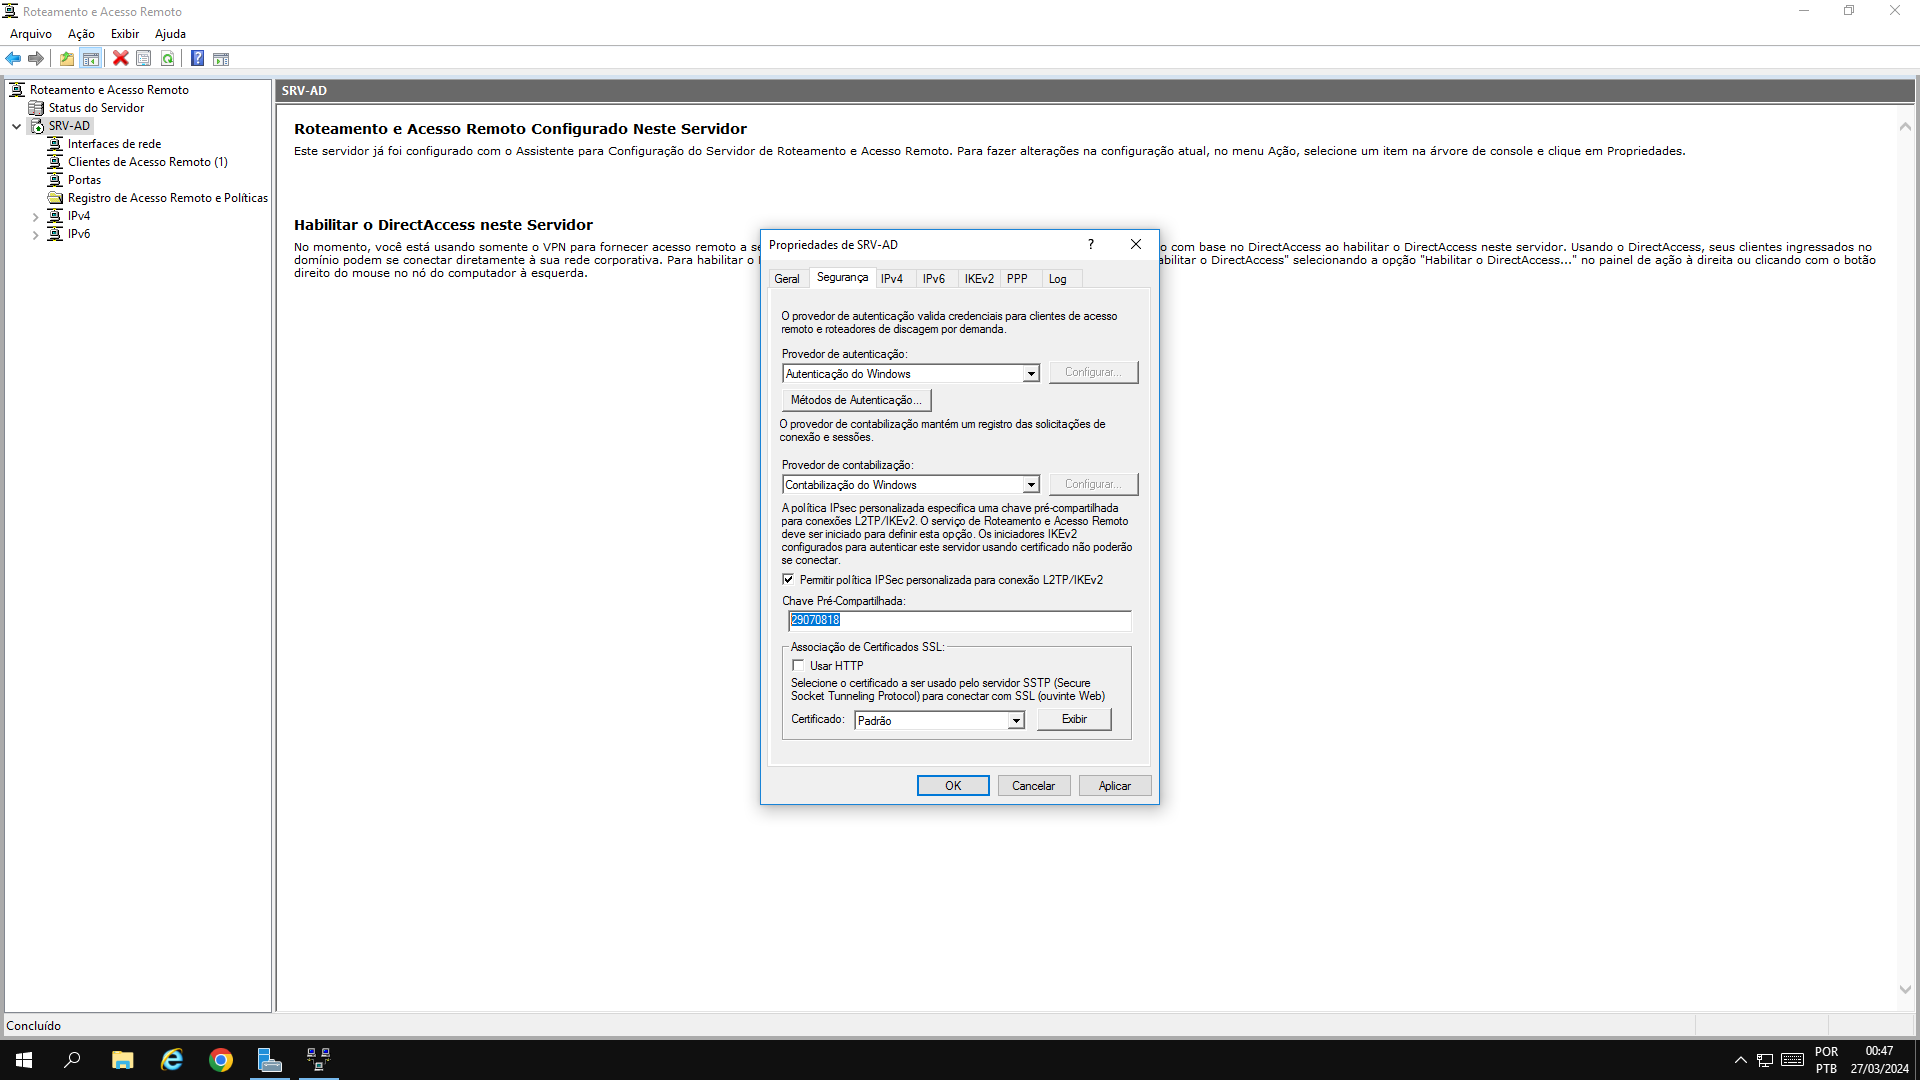 Roteamento e Acesso Remoto
Arquivo Ação Exibir Ajuda
Roteamento e Acesso Remoto
Status do Servidor
SRV-AD
Interfaces de rede
Clientes de Acesso Remoto (1)
Portas
Registro de Acesso Remoto e Políticas
IPv4
IPv6
SRV-AD
Roteamento e Acesso Remoto Configurado Neste Servidor
Este servidor já foi configurado com o Assistente para Configuração do Servidor de Roteamento e Acesso Remoto. Para fazer alterações na configuração atual, no menu Ação, selecione um item na árvore de console e clique em Propriedades.
Habilitar o DirectAccess neste Servidor
No momento, você está usando somente o VPN para fornecer acesso remoto a se
o com base no DirectAccess ao habilitar o DirectAccess neste servidor. Usando o DirectAccess, seus clientes ingressados no
domínio podem se conectar diretamente à sua rede corporativa. Para habilitar o
abilitar o DirectAccess" selecionando a opção "Habilitar o DirectAccess..." no painel de ação à direita ou clicando com o botão
direito do mouse no nó do computador à esquerda.
Propriedades de SRV-AD ?
Geral Segurança IPv4 IPv6 IKEv2 PPP Log
O provedor de autenticação valida credenciais para clientes de acesso
remoto e roteadores de discagem por demanda.
Provedor de autenticação:
Autenticação do Windows Configurar...
Métodos de Autenticação...
O provedor de contabilização mantém um registro das solicitações de
conexão e sessões.
Provedor de contabilização:
Contabilização do Windows Configurar...
A política IPsec personalizada especifica uma chave pré-compartilhada
para conexões L2TP/IKEv2. O serviço de Roteamento e Acesso Remoto
deve ser iniciado para definir esta opção. Os iniciadores IKEv2
configurados para autenticar este servidor usando certificado não poderão
se conectar.
Permitir política IPSec personalizada para conexão L2TP/IKEv2
Chave Pré-Compartilhada:
29070818
Associação de Certificados SSL:
Usar HTTP
Selecione o certificado a ser usado pelo servidor SSTP (Secure
Socket Tunneling Protocol) para conectar com SSL (ouvinte Web)
Certificado: Padrão Exibir
OK Cancelar Aplicar
Concluído
POR
PTB
00:47
27/03/2024